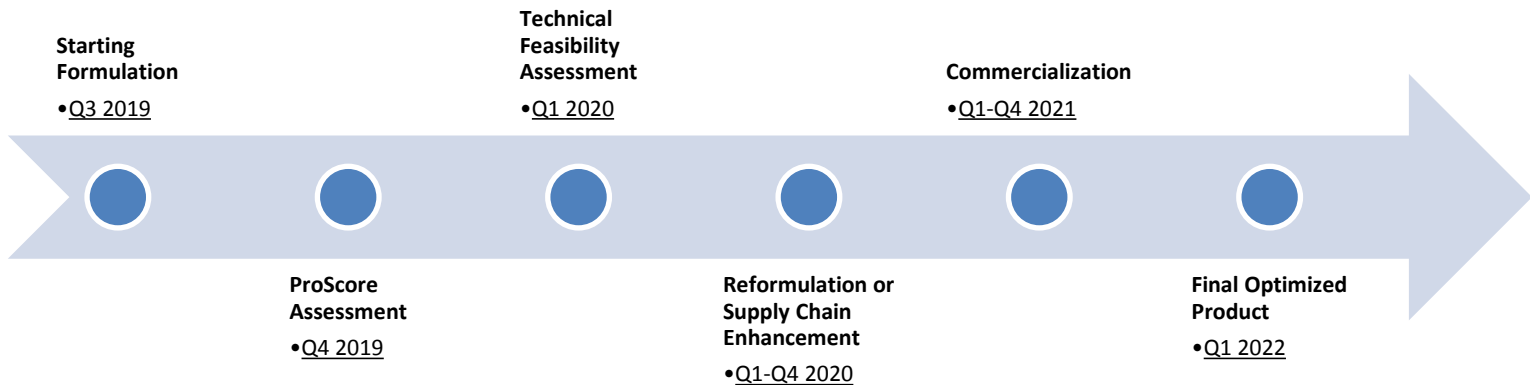 Starting
Formulation
•Q3 2019
ProScore
Assessment
•Q4 2019
Technical
Feasibility
Assessment
•Q1 2020
Reformulation or
Supply Chain
Enhancement
•Q1-Q4 2020
Commercialization
•Q1-Q4 2021
Final Optimized
Product
•Q1 2022